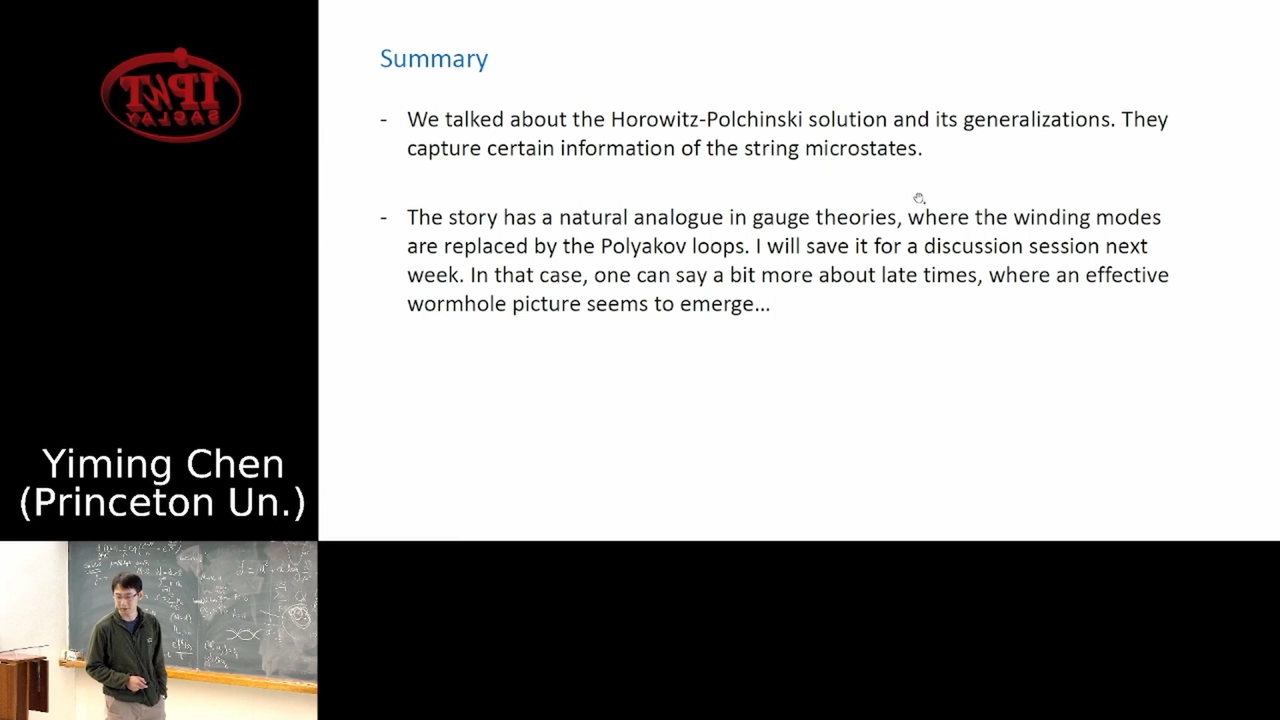 Summary
- We talked about the Horowitz-Polchinski solution and its generalizations. They
capture certain information of the string microstates.
- The story has a natural analogue in gauge theories, where the winding modes
are replaced by the Polyakov loops. I will save it for a discussion session next
week. In that case, one can say a bit more about late times, where an effective
wormhole picture seems to emerge...
IPhT
SACLAY
Yiming Chen
(Princeton Un.)